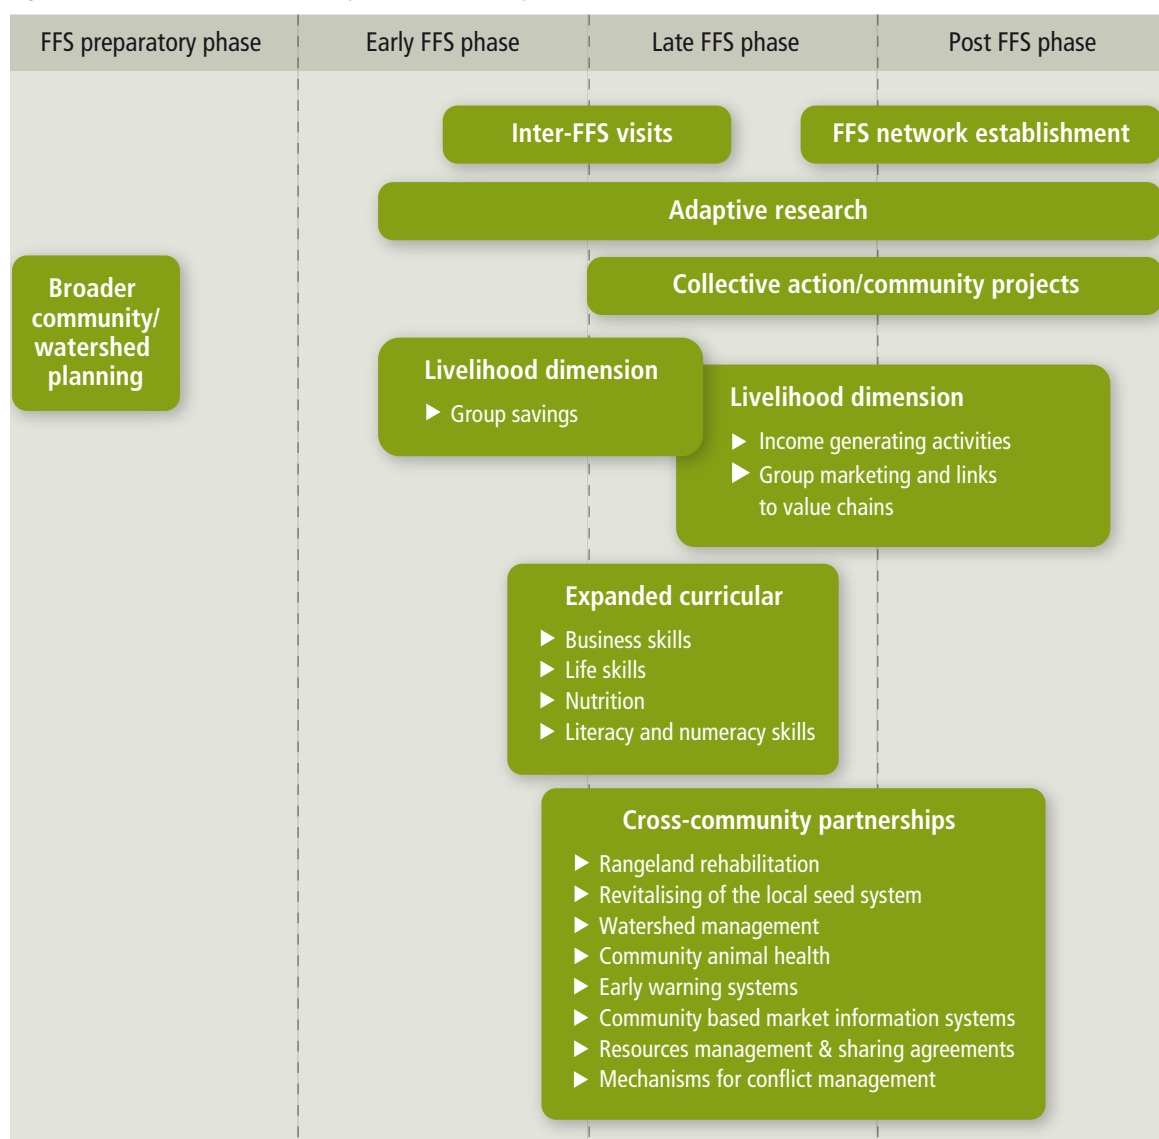 FFS preparatory phase
Early FFS phase
Late FFS phase
Post FFS phase
Inter-FFS visits
FFS network establishment
Adaptive research
Collective action/community projects
Broader
community/
watershed
planning
Livelihood dimension
▶ Group savings
Livelihood dimension
▶ Income generating activities
▶ Group marketing and links
to value chains
Expanded curricular
▶ Business skills
▶ Life skills
▶ Nutrition
▶ Literacy and numeracy skills
Cross-community partnerships
▶ Rangeland rehabilitation
▶ Revitalising of the local seed system
▶ Watershed management
▶ Community animal health
▶ Early warning systems
▶ Community based market information systems
▶ Resources management & sharing agreements
▶ Mechanisms for conflict management